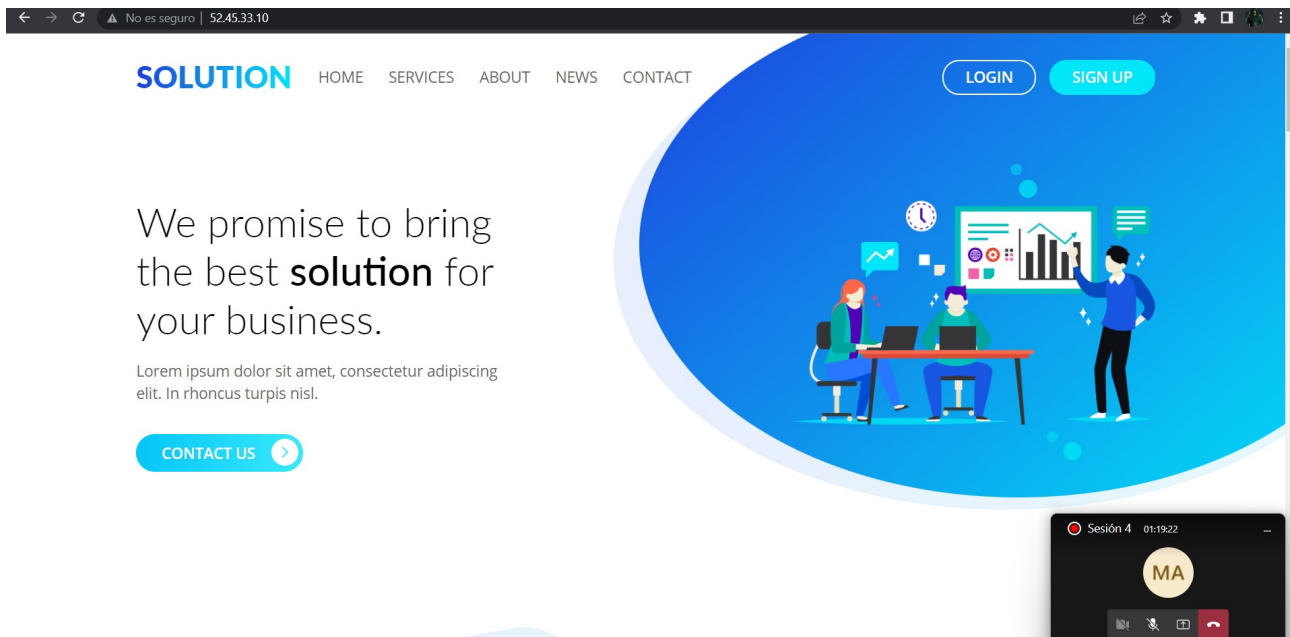 No es seguro | 52.45.33.10
SOLUTION HOME SERVICES ABOUT NEWS CONTACT LOGIN SIGN UP
We promise to bring
the best solution for
your business.
Lorem ipsum dolor sit amet, consectetur adipiscing
elit. In rhoncus turpis nisl.
CONTACT US
Sesión 4 01:19:22
MA